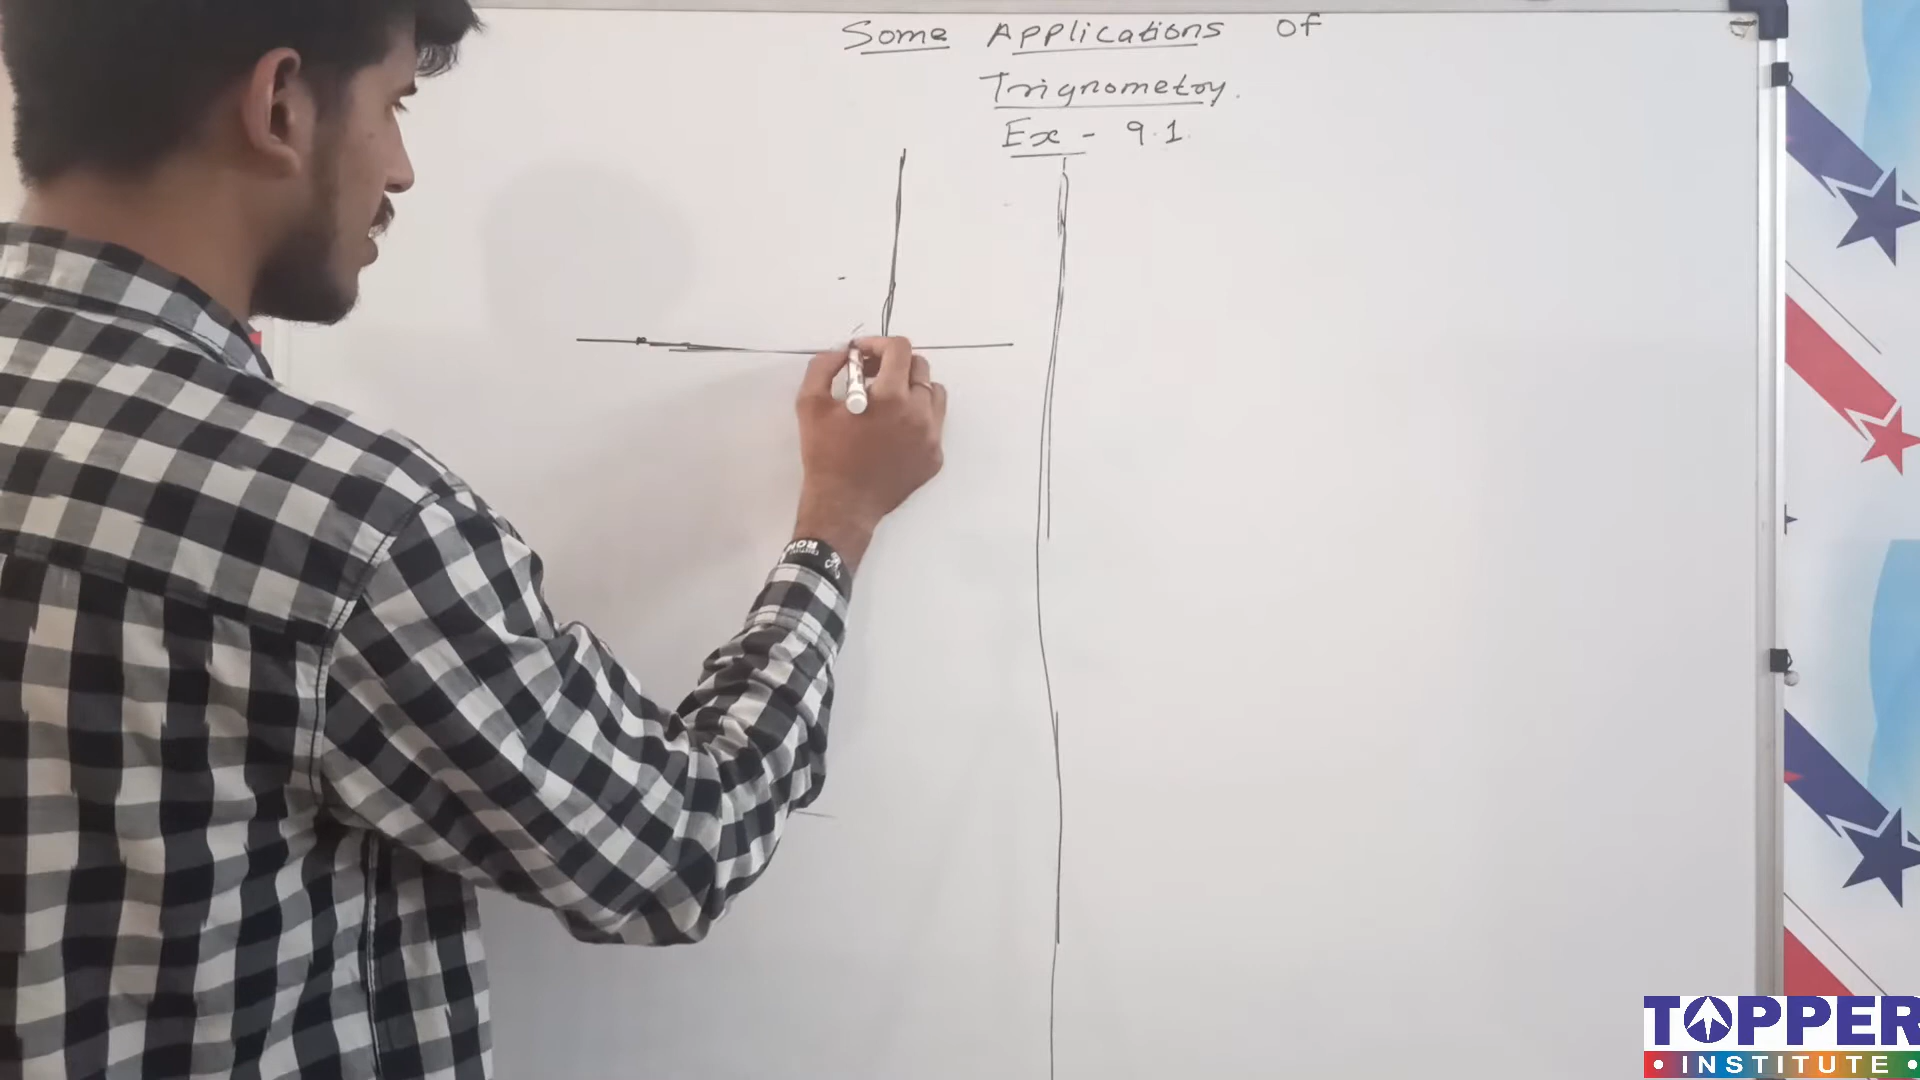 Some Applications Of
Trignometry.
Ex - 9.1.
TOPPER
INSTITUTE